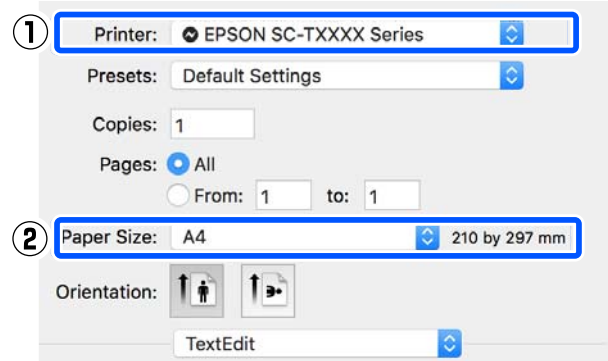 ① Printer: EPSON SC-TXXXX Series
Presets: Default Settings
Copies: 1
Pages: All
From: 1 to: 1
② Paper Size: A4 210 by 297 mm
Orientation:
TextEdit